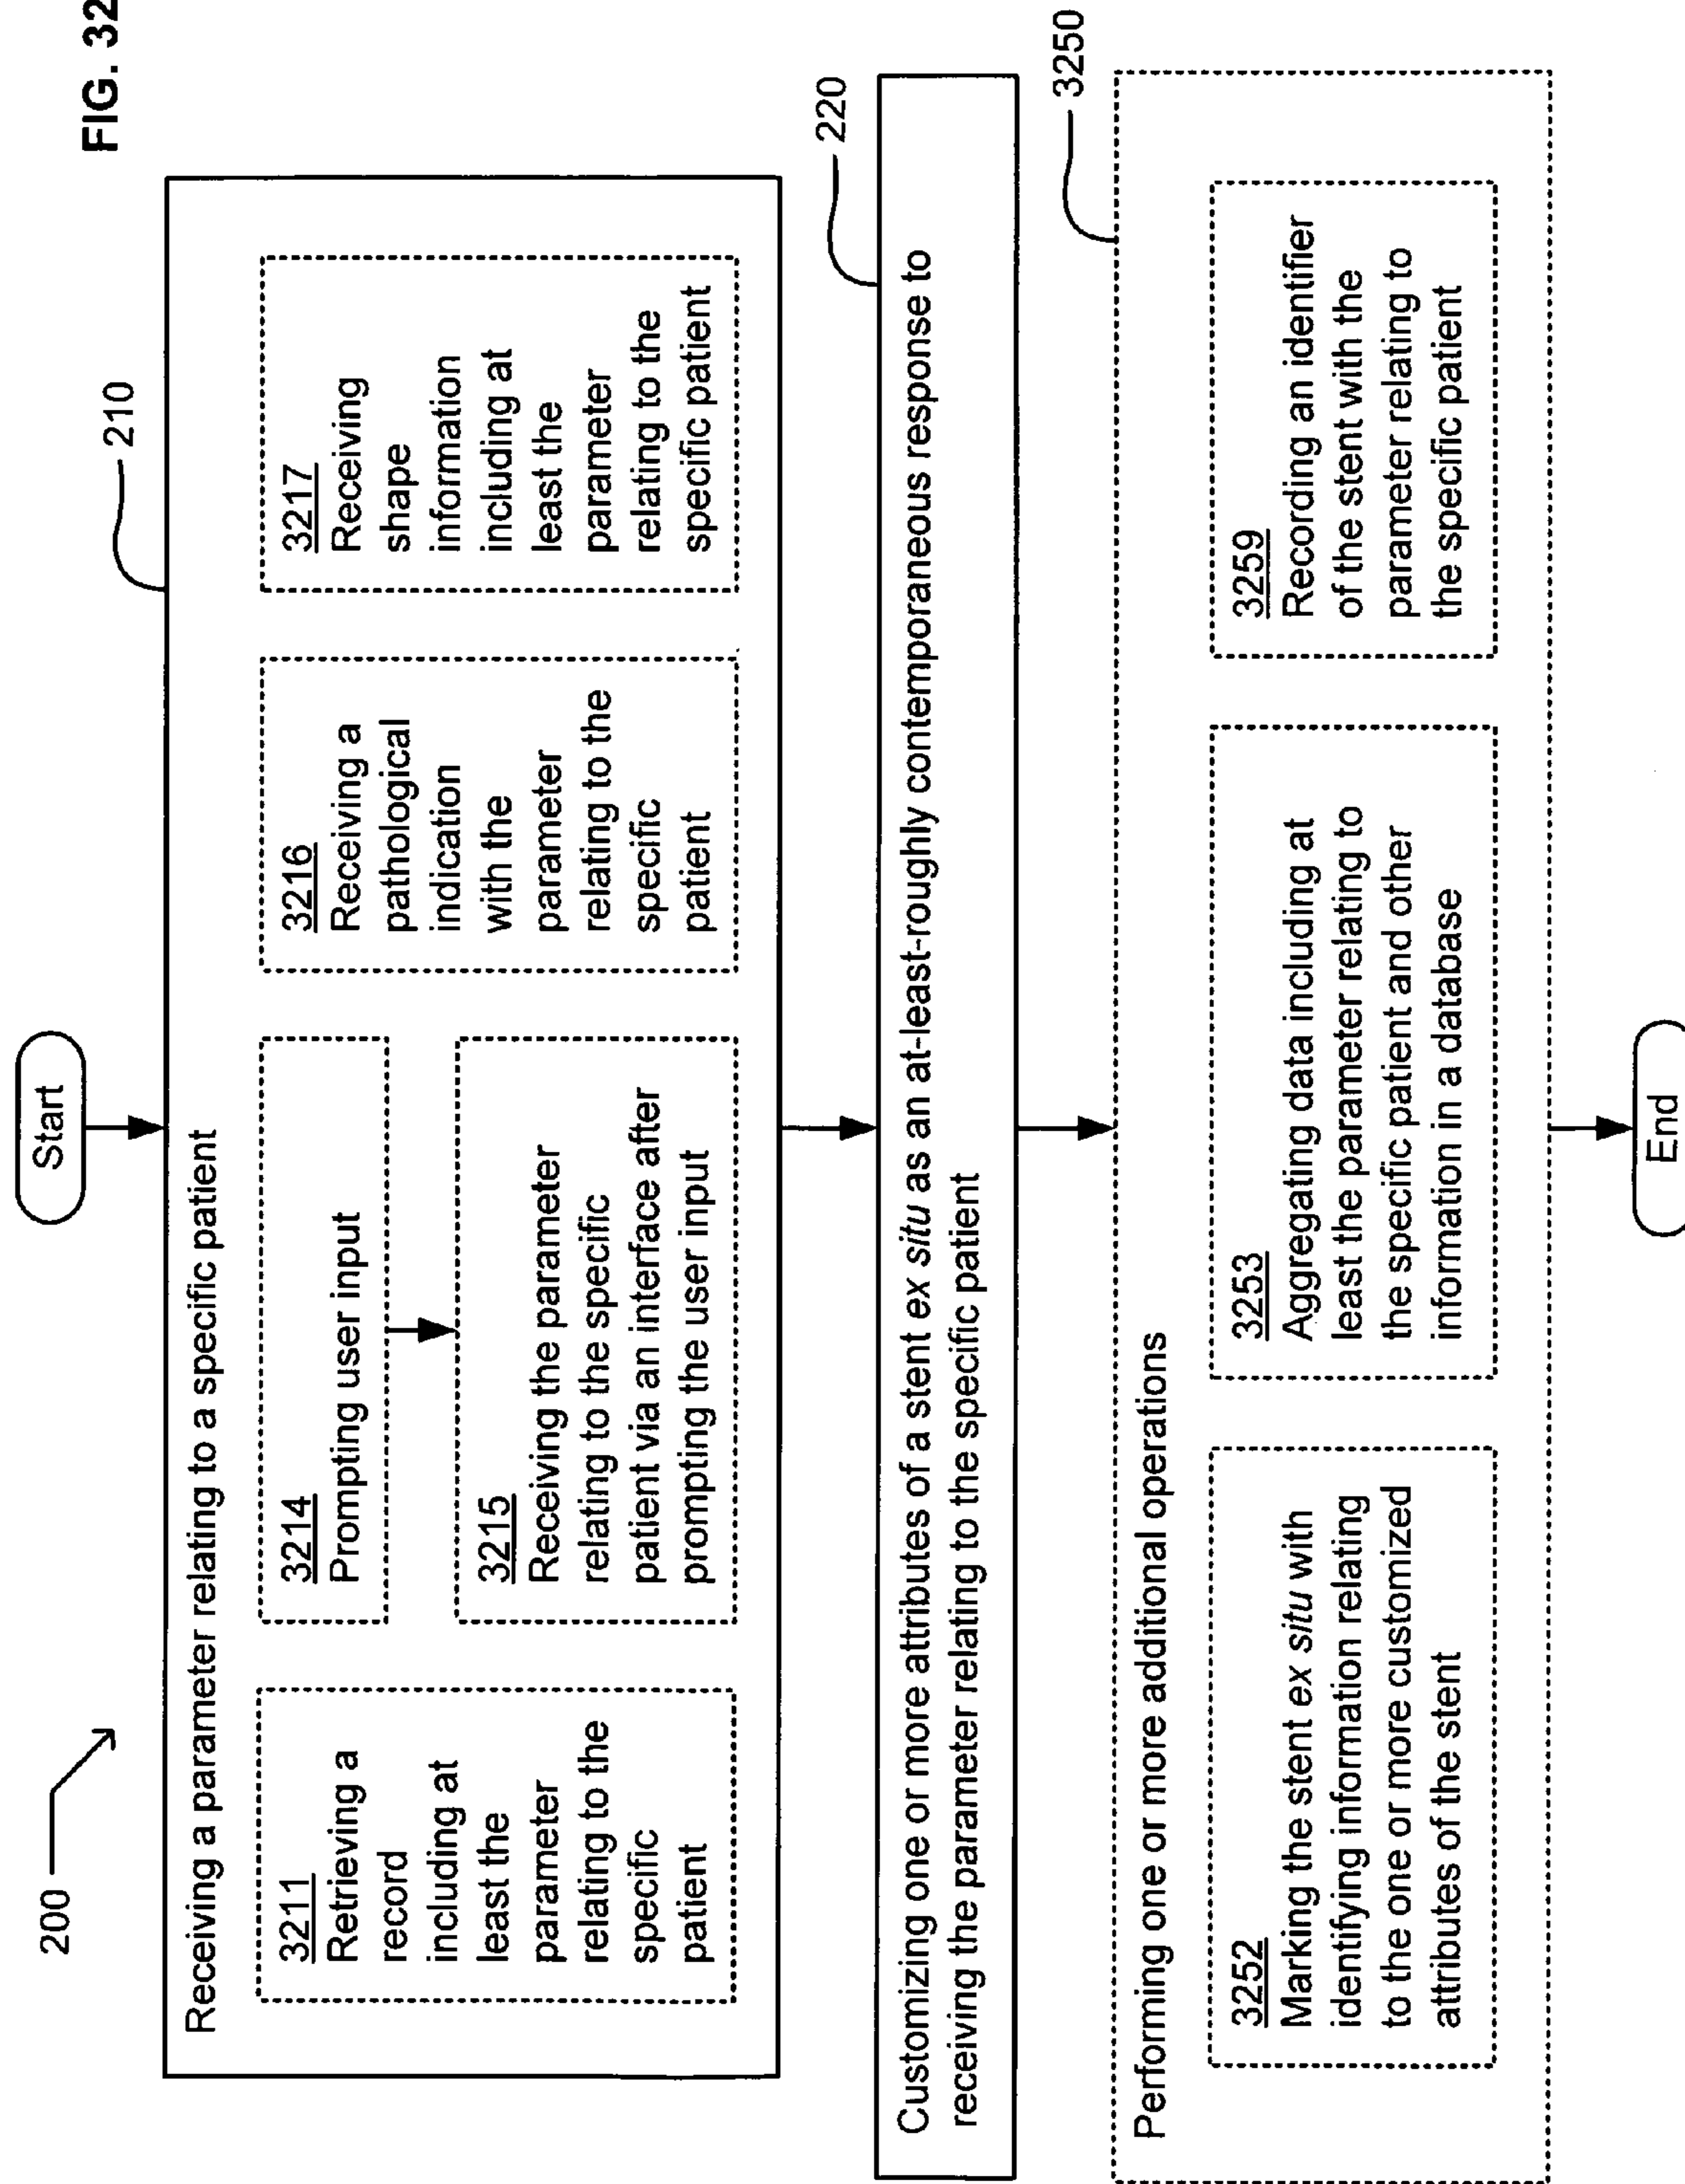 FIG. 32
200
Start
210
Receiving a parameter relating to a specific patient
3211
Retrieving a
record
including at
least the
parameter
relating to the
specific
patient
3214
Prompting user input
3215
Receiving the parameter
relating to the specific
patient via an interface after
prompting the user input
3216
Receiving a
pathological
indication
with the
parameter
relating to the
specific
patient
3217
Receiving
shape
information
including at
least the
parameter
relating to the
specific patient
220
Customizing one or more attributes of a stent ex situ as an at-least-roughly contemporaneous response to
receiving the parameter relating to the specific patient
3250
Performing one or more additional operations
3252
Marking the stent ex situ with
identifying information relating
to the one or more customized
attributes of the stent
3253
Aggregating data including at
least the parameter relating to
the specific patient and other
information in a database
3259
Recording an identifier
of the stent with the
parameter relating to
the specific patient
End